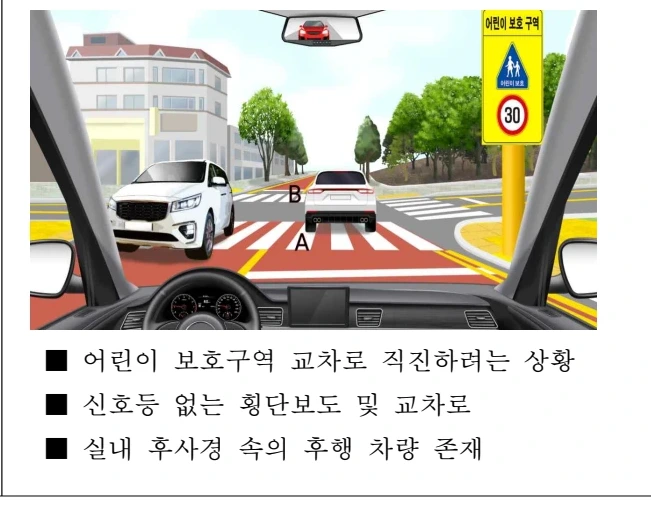 어린이 보호 구역
어린이 보호
30
B
A
■ 어린이 보호구역 교차로 직진하려는 상황
■ 신호등 없는 횡단보도 및 교차로
■ 실내 후사경 속의 후행 차량 존재